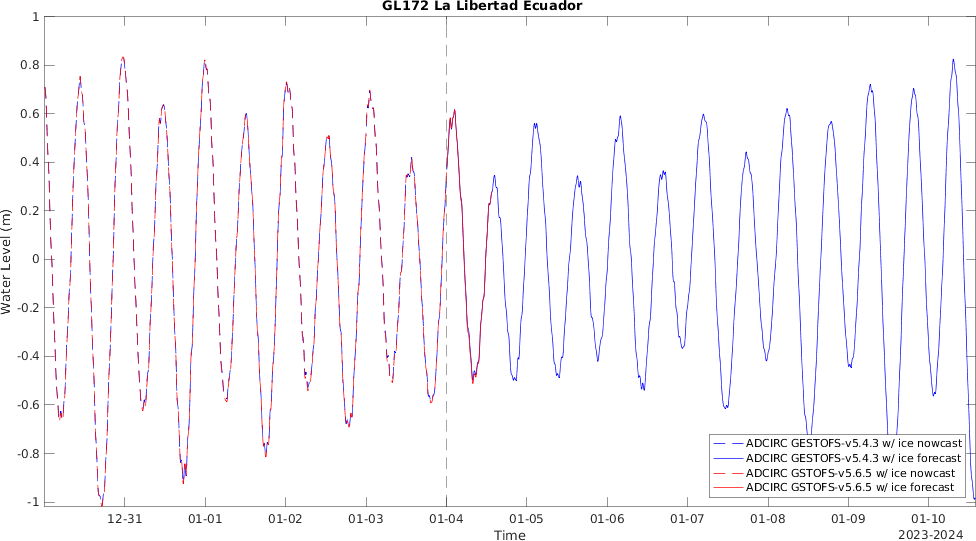 GL172 La Libertad Ecuador
1
0.8
0.6
0.4
0.2
0
-0.2
-0.4
-0.6
-0.8
-1
Water Level (m)
ADCIRC GESTOFS-v5.4.3 w/ ice nowcast
ADCIRC GESTOFS-v5.4.3 w/ ice forecast
ADCIRC GSTOFS-v5.6.5 w/ ice nowcast
ADCIRC GSTOFS-v5.6.5 w/ ice forecast
12-31 01-01 01-02 01-03 01-04 01-05 01-06 01-07 01-08 01-09 01-10
Time
2023-2024